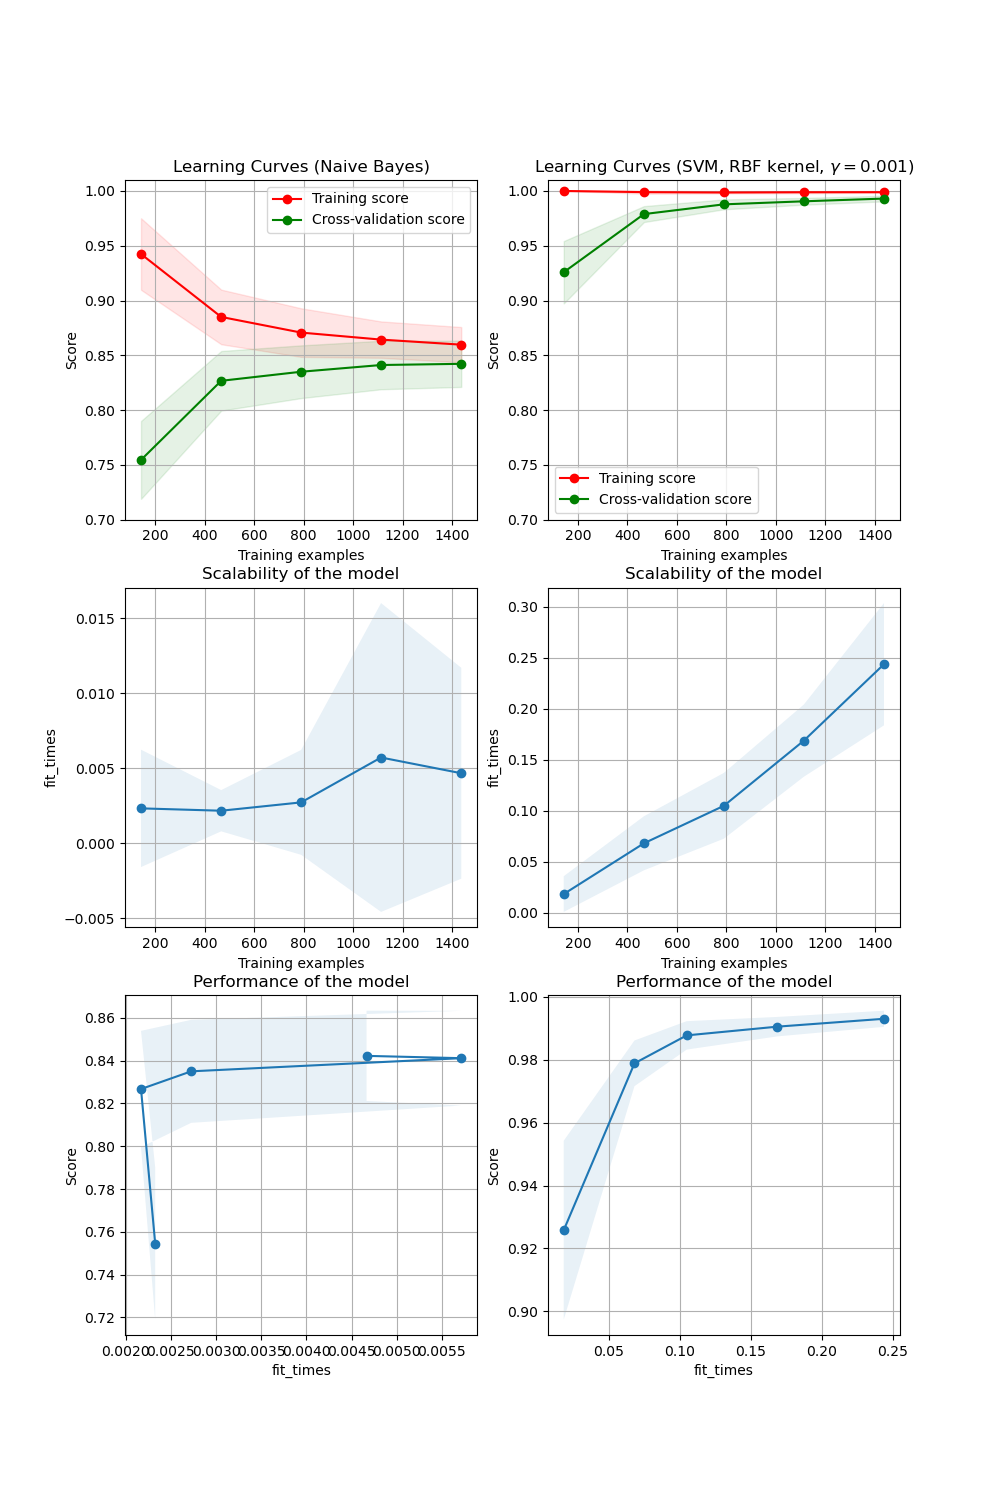 Learning Curves (Naive Bayes)
1.00
0.95
0.90
0.85
0.80
0.75
0.70
Score
Training score
Cross-validation score
200 400 600 800 1000 1200 1400
Training examples
Learning Curves (SVM, RBF kernel, γ = 0.001)
1.00
0.95
0.90
0.85
0.80
0.75
0.70
Score
Training score
Cross-validation score
200 400 600 800 1000 1200 1400
Training examples
Scalability of the model
0.015
0.010
0.005
0.000
−0.005
fit_times
200 400 600 800 1000 1200 1400
Training examples
Scalability of the model
0.30
0.25
0.20
0.15
0.10
0.05
0.00
fit_times
200 400 600 800 1000 1200 1400
Training examples
Performance of the model
0.86
0.84
0.82
0.80
0.78
0.76
0.74
0.72
Score
0.0020 0.0025 0.0030 0.0035 0.0040 0.0045 0.0050 0.0055
fit_times
Performance of the model
1.00
0.98
0.96
0.94
0.92
0.90
Score
0.05 0.10 0.15 0.20 0.25
fit_times